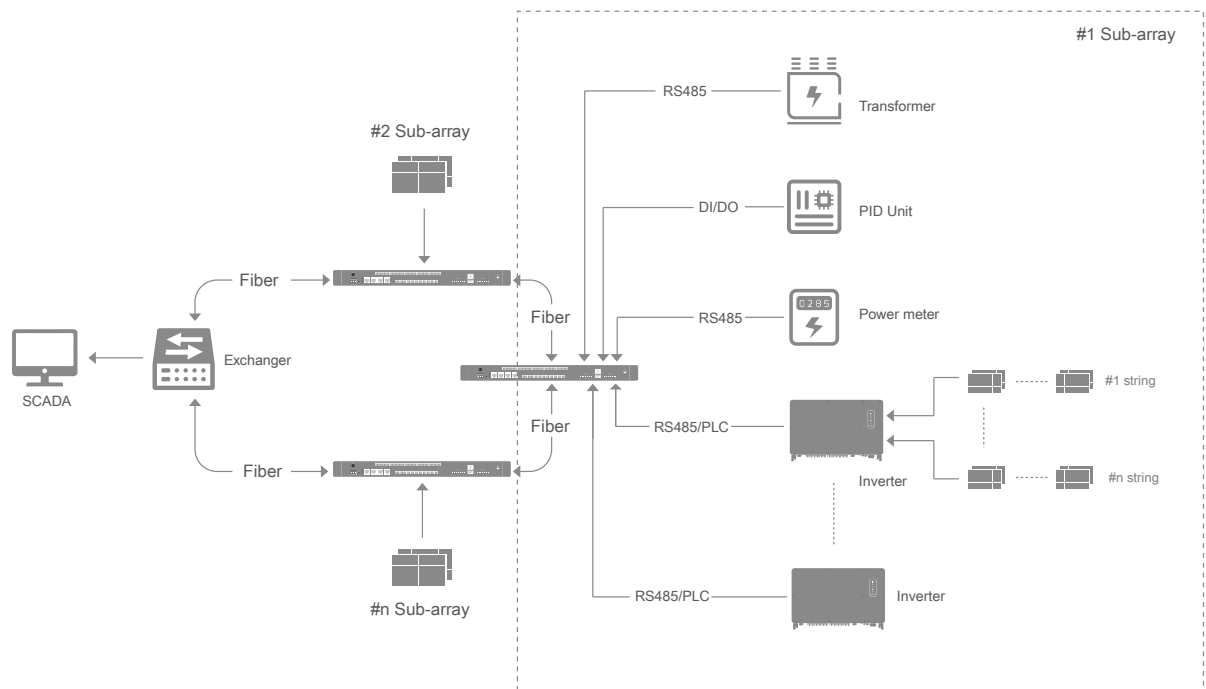 #1 Sub-array
RS485
Transformer
#2 Sub-array
DI/DO
PID Unit
Fiber
Fiber
RS485
0285
Power meter
Exchanger
SCADA
#1 string
Fiber
RS485/PLC
Fiber
Inverter
#n string
#n Sub-array
RS485/PLC
Inverter